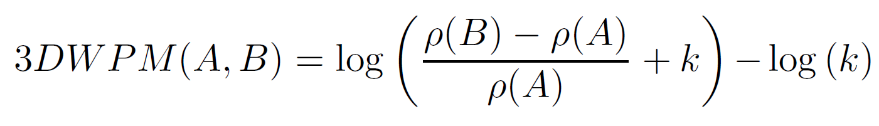 3DWPM(A, B) = log ( (ρ(B) − ρ(A)) / ρ(A) + k ) − log (k)